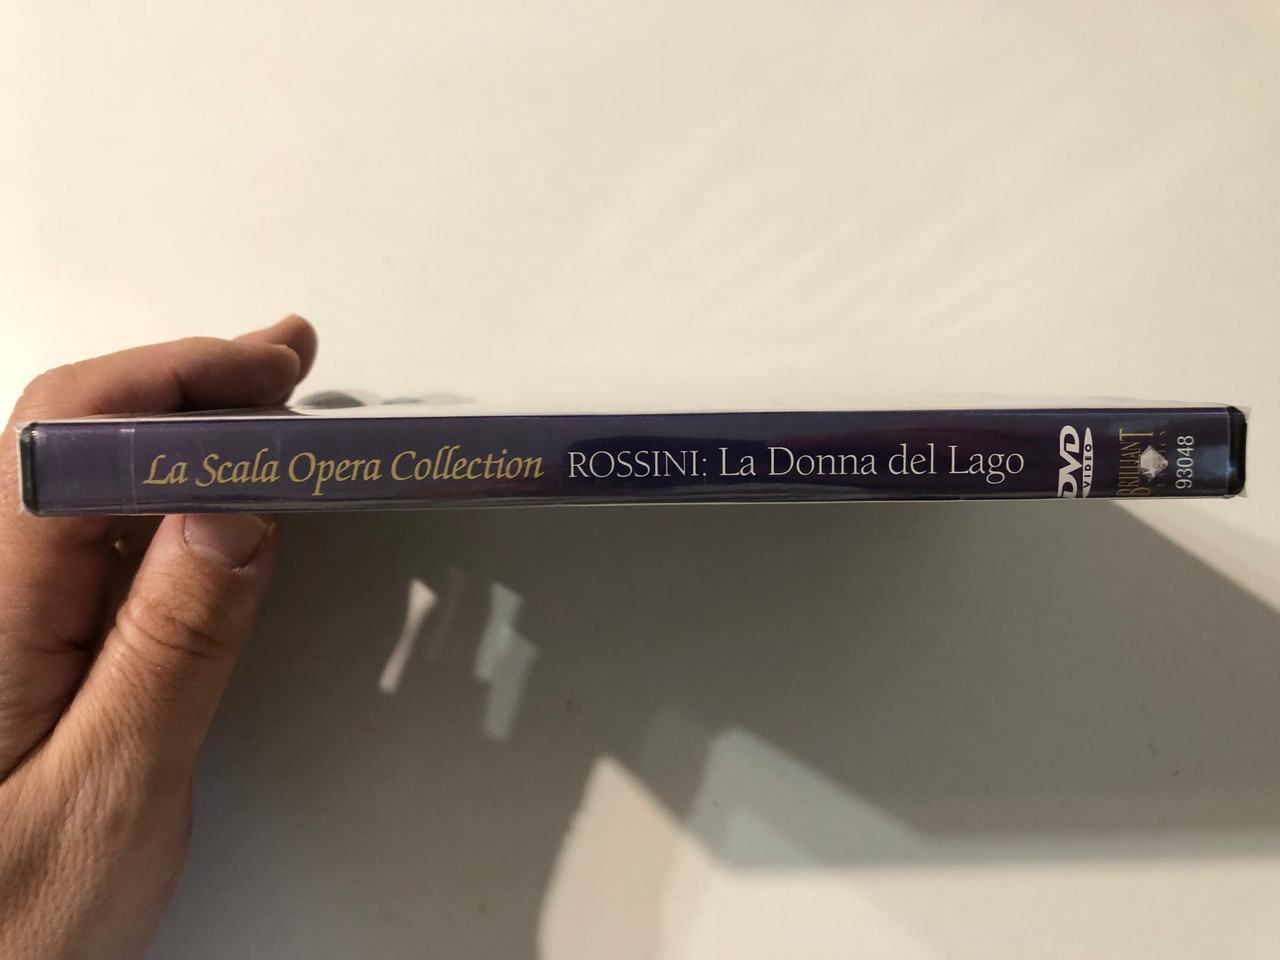 La Scala Opera Collection ROSSINI: La Donna del Lago
DVD
VIDEO
BRILLIANT
93048